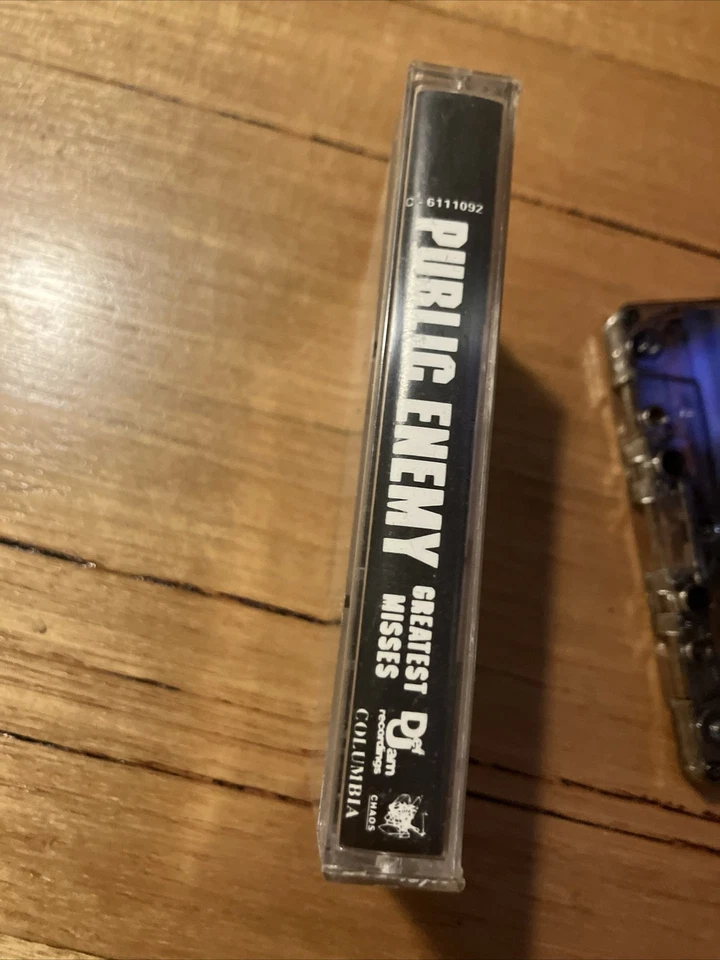 C - 6111092
PUBLIC ENEMY
GREATEST
MISSES
Def Jam
recordings
CHAOS
COLUMBIA